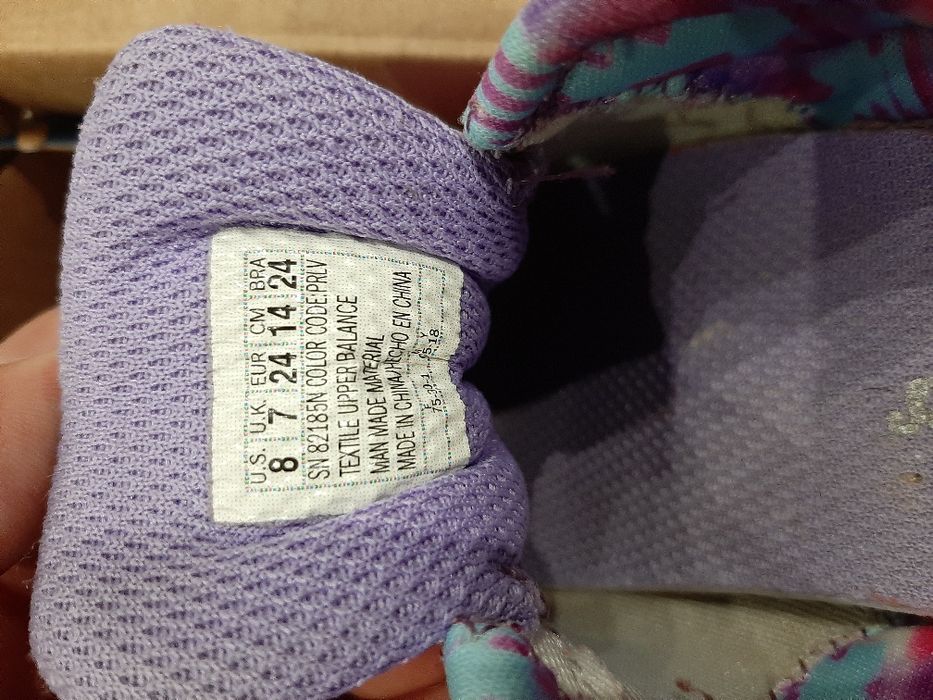 U.S. U.K. EUR CM BRA
8 7 24 14 24
SN 82185N COLOR CODE PRLV
TEXTILE UPPER BALANCE
MAN MADE MATERIAL
MADE IN CHINA/HECHO EN CHINA